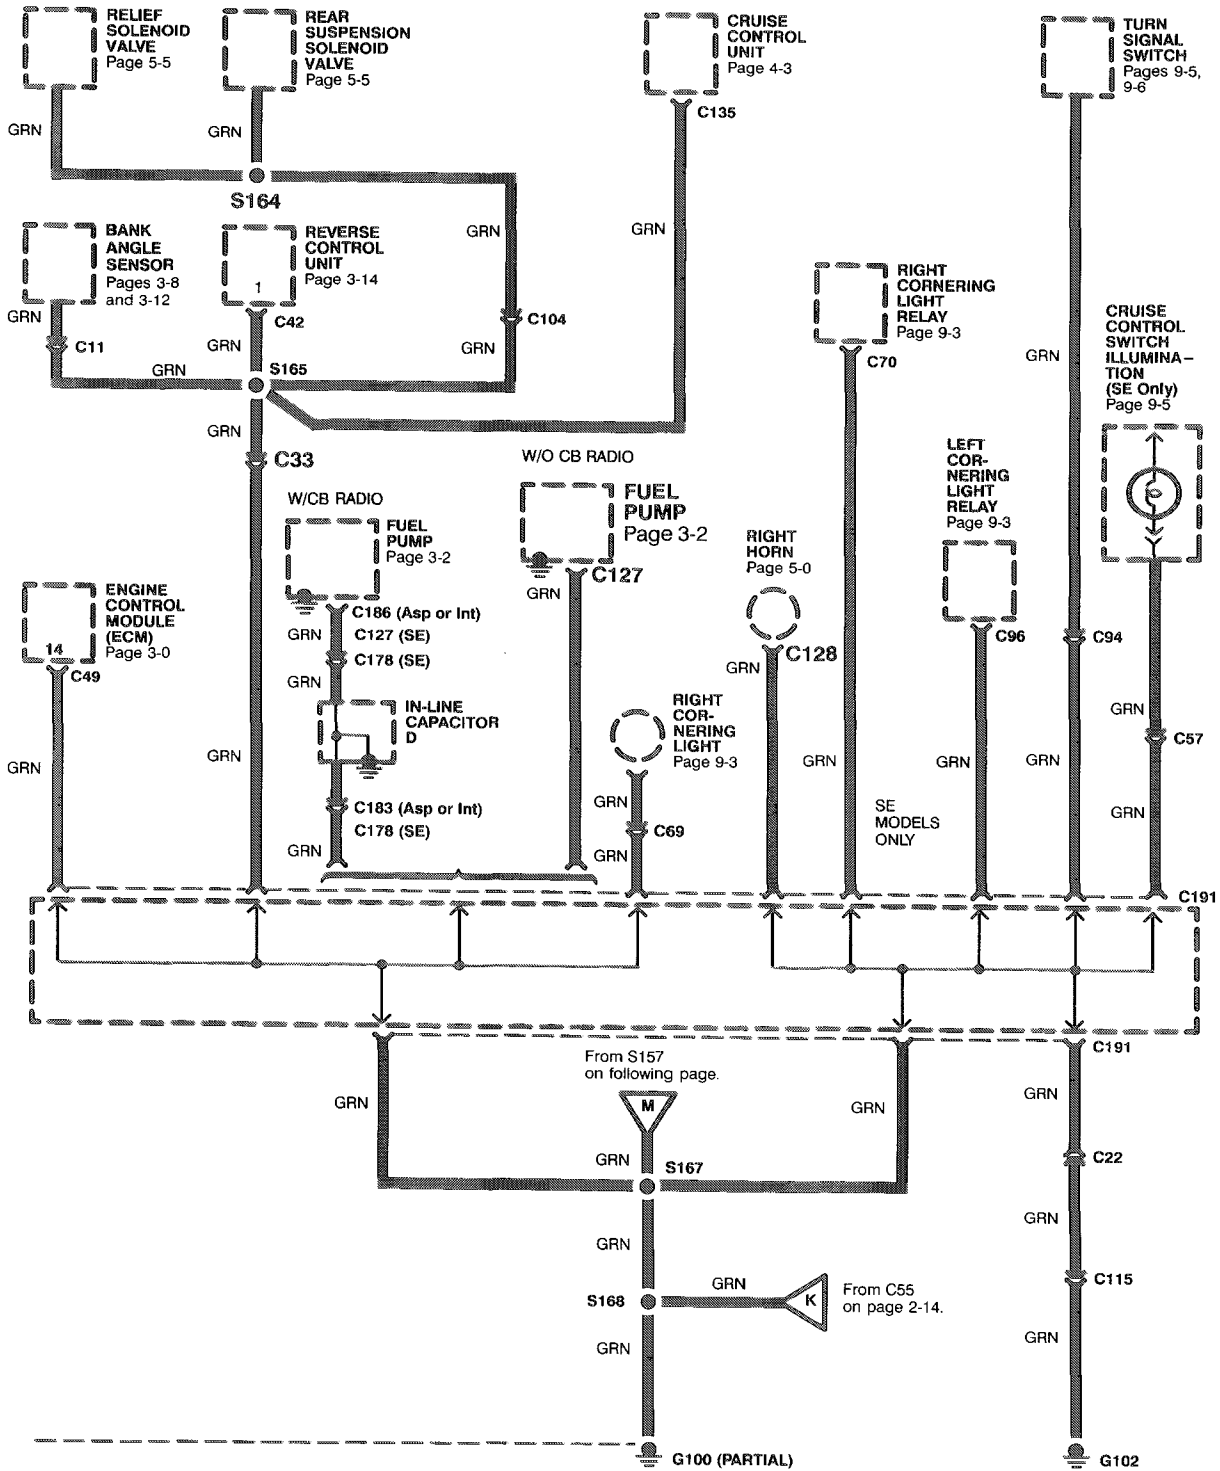 RELIEF
SOLENOID
VALVE
Page 5-5
REAR
SUSPENSION
SOLENOID
VALVE
Page 5-5
CRUISE
CONTROL
UNIT
Page 4-3
TURN
SIGNAL
SWITCH
Pages 9-5,
9-6
C135
GRN
GRN
S164
GRN
GRN
BANK
ANGLE
SENSOR
Pages 3-8
and 3-12
REVERSE
CONTROL
UNIT
Page 3-14
1
RIGHT
CORNERING
LIGHT
RELAY
Page 9-3
CRUISE
CONTROL
SWITCH
ILLUMINA–
TION
(SE Only)
Page 9-5
GRN
C42
C104
C11
GRN
GRN
GRN
C70
GRN
S165
GRN
C33
W/O CB RADIO
W/CB RADIO
FUEL
PUMP
Page 3-2
FUEL
PUMP
Page 3-2
LEFT
COR-
NERING
LIGHT
RELAY
Page 9-3
RIGHT
HORN
Page 5-0
ENGINE
CONTROL
MODULE
(ECM)
Page 3-0
14
C49
C127
GRN
C186 (Asp or Int)
GRN
C127 (SE)
C178 (SE)
GRN
C128
GRN
C96
C94
IN-LINE
CAPACITOR
D
RIGHT
COR-
NERING
LIGHT
Page 9-3
GRN
C57
GRN
GRN
GRN
GRN
GRN
C183 (Asp or Int)
C178 (SE)
GRN
GRN
C69
GRN
SE
MODELS
ONLY
GRN
GRN
C191
C191
From S157
on following page.
M
GRN
GRN
GRN
GRN
S167
C22
GRN
GRN
S168
GRN
K
From C55
on page 2-14.
C115
GRN
GRN
G100 (PARTIAL)
G102